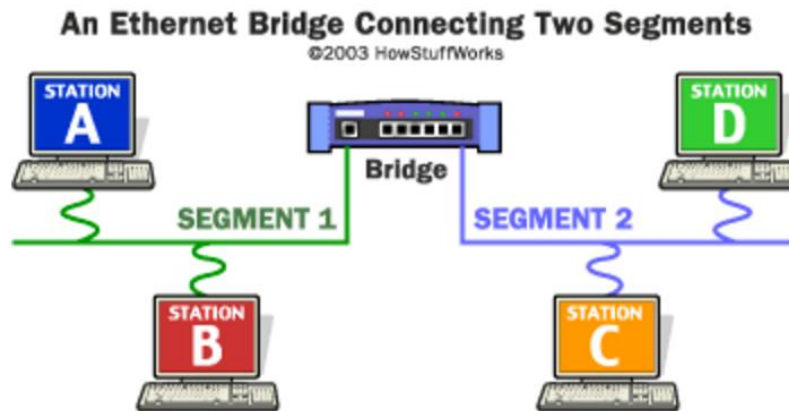 An Ethernet Bridge Connecting Two Segments
©2003 HowStuffWorks
STATION
A
STATION
D
Bridge
SEGMENT 1
SEGMENT 2
STATION
B
STATION
C